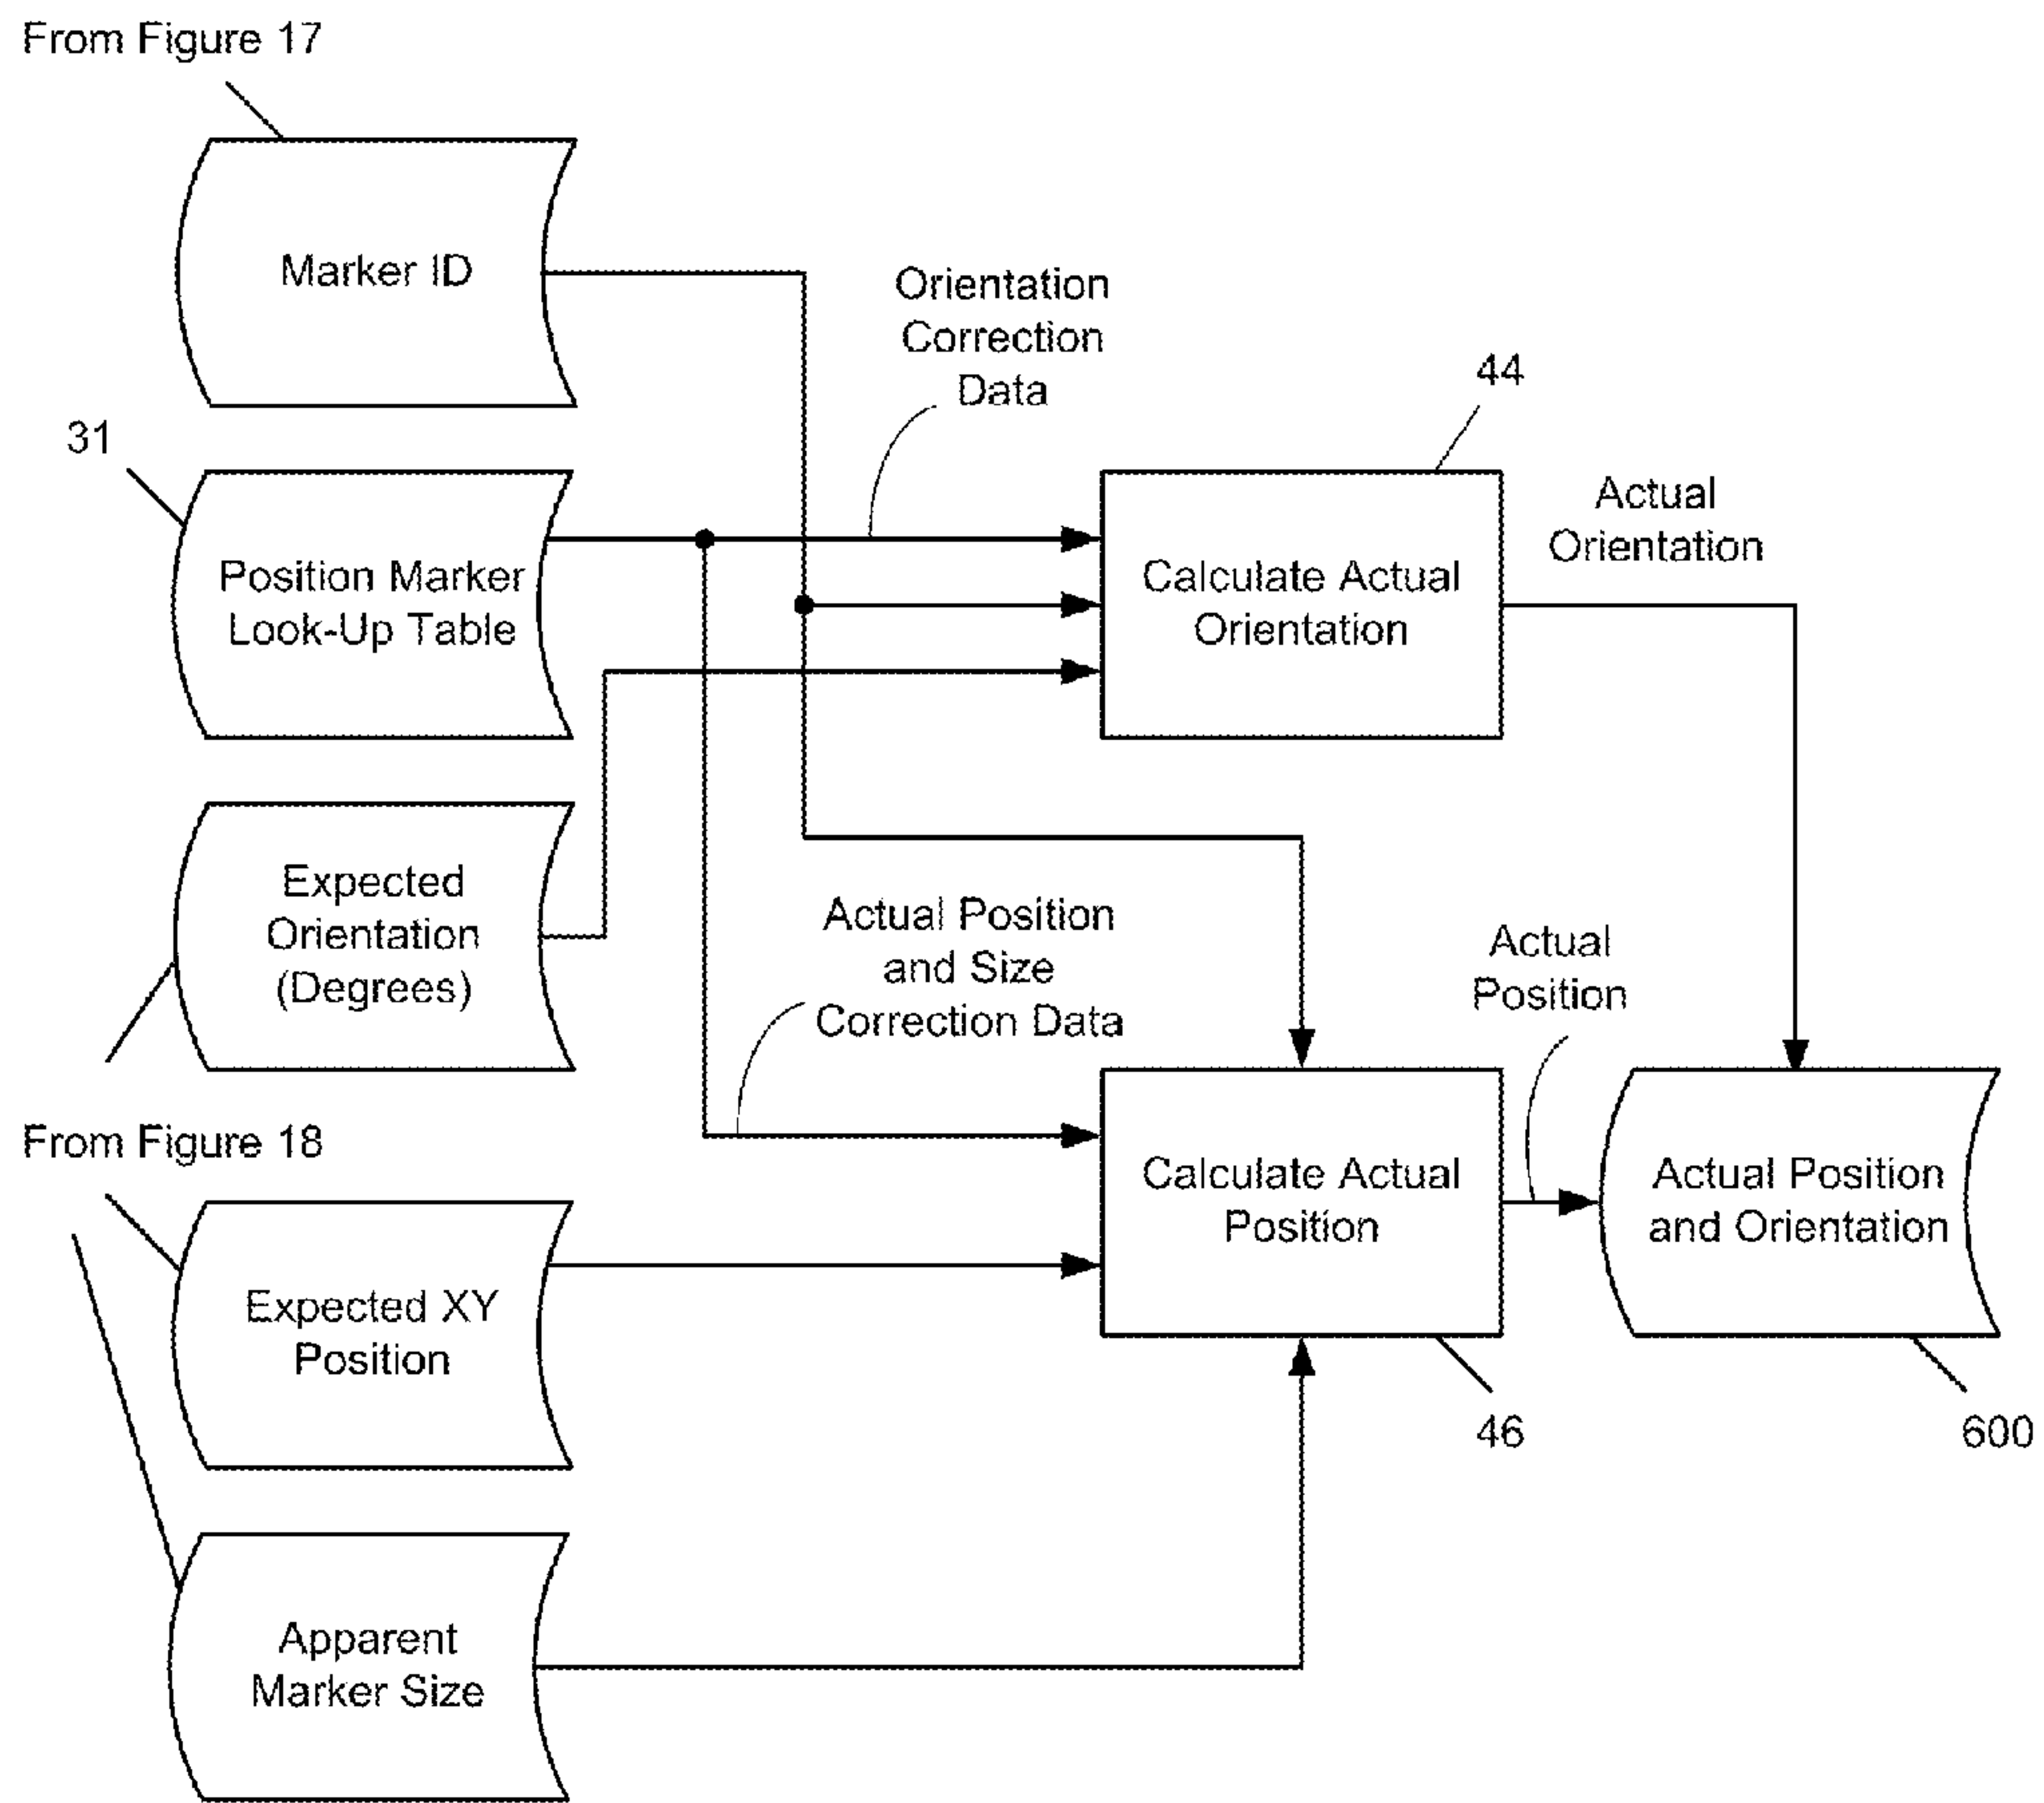 From Figure 17
Marker ID
Orientation
Correction
Data
44
31
Position Marker
Look-Up Table
Calculate Actual
Orientation
Actual
Orientation
Expected
Orientation
(Degrees)
Actual Position
and Size
Correction Data
Actual
Position
From Figure 18
Calculate Actual
Position
Actual Position
and Orientation
Expected XY
Position
46
600
Apparent
Marker Size